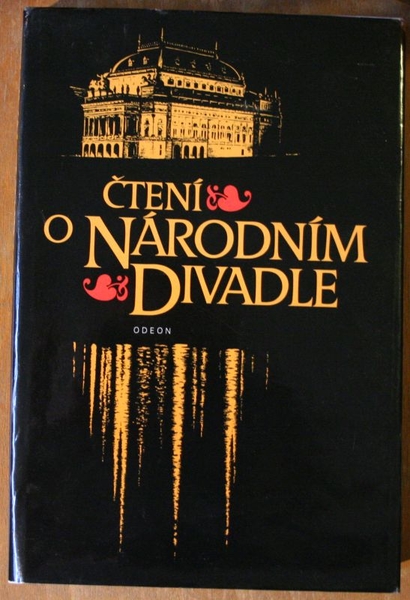 ČTENÍ
O NÁRODNÍM
DIVADLE
ODEON